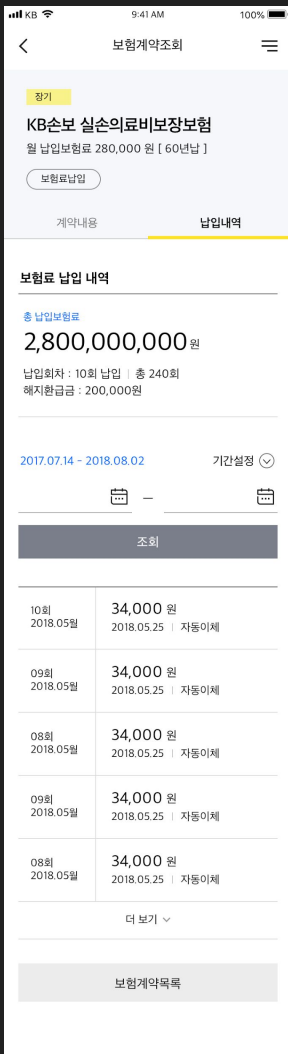 KB 9:41 AM 100%
보험계약조회
장기
KB손보 실손의료비보장보험
월 납입보험료 280,000 원 [ 60년납 ]
보험료납입
계약내용 납입내역
보험료 납입 내역
총 납입보험료
2,800,000,000 원
납입회차 : 10회 납입 | 총 240회
해지환급금 : 200,000원
2017.07.14 - 2018.08.02 기간설정
–
조회
10회 34,000 원
2018.05월 2018.05.25 | 자동이체
09회 34,000 원
2018.05월 2018.05.25 | 자동이체
08회 34,000 원
2018.05월 2018.05.25 | 자동이체
09회 34,000 원
2018.05월 2018.05.25 | 자동이체
08회 34,000 원
2018.05월 2018.05.25 | 자동이체
더 보기
보험계약목록